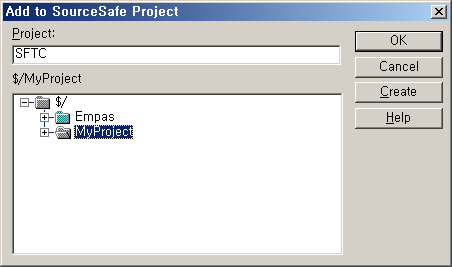 Add to SourceSafe Project
Project:
SFTC
OK
$/MyProject
Cancel
$/
Create
Empas
Help
MyProject